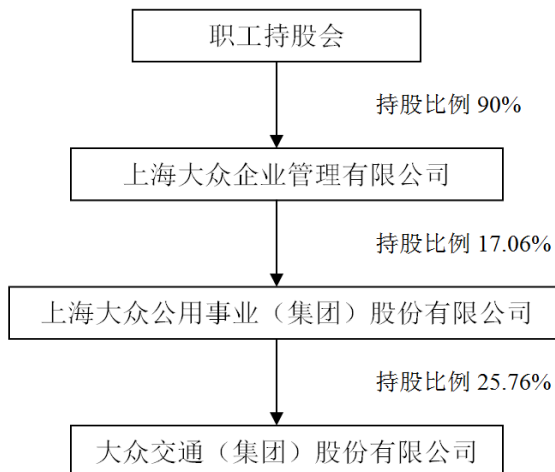 职工持股会
持股比例 90%
上海大众企业管理有限公司
持股比例 17.06%
上海大众公用事业（集团）股份有限公司
持股比例 25.76%
大众交通（集团）股份有限公司